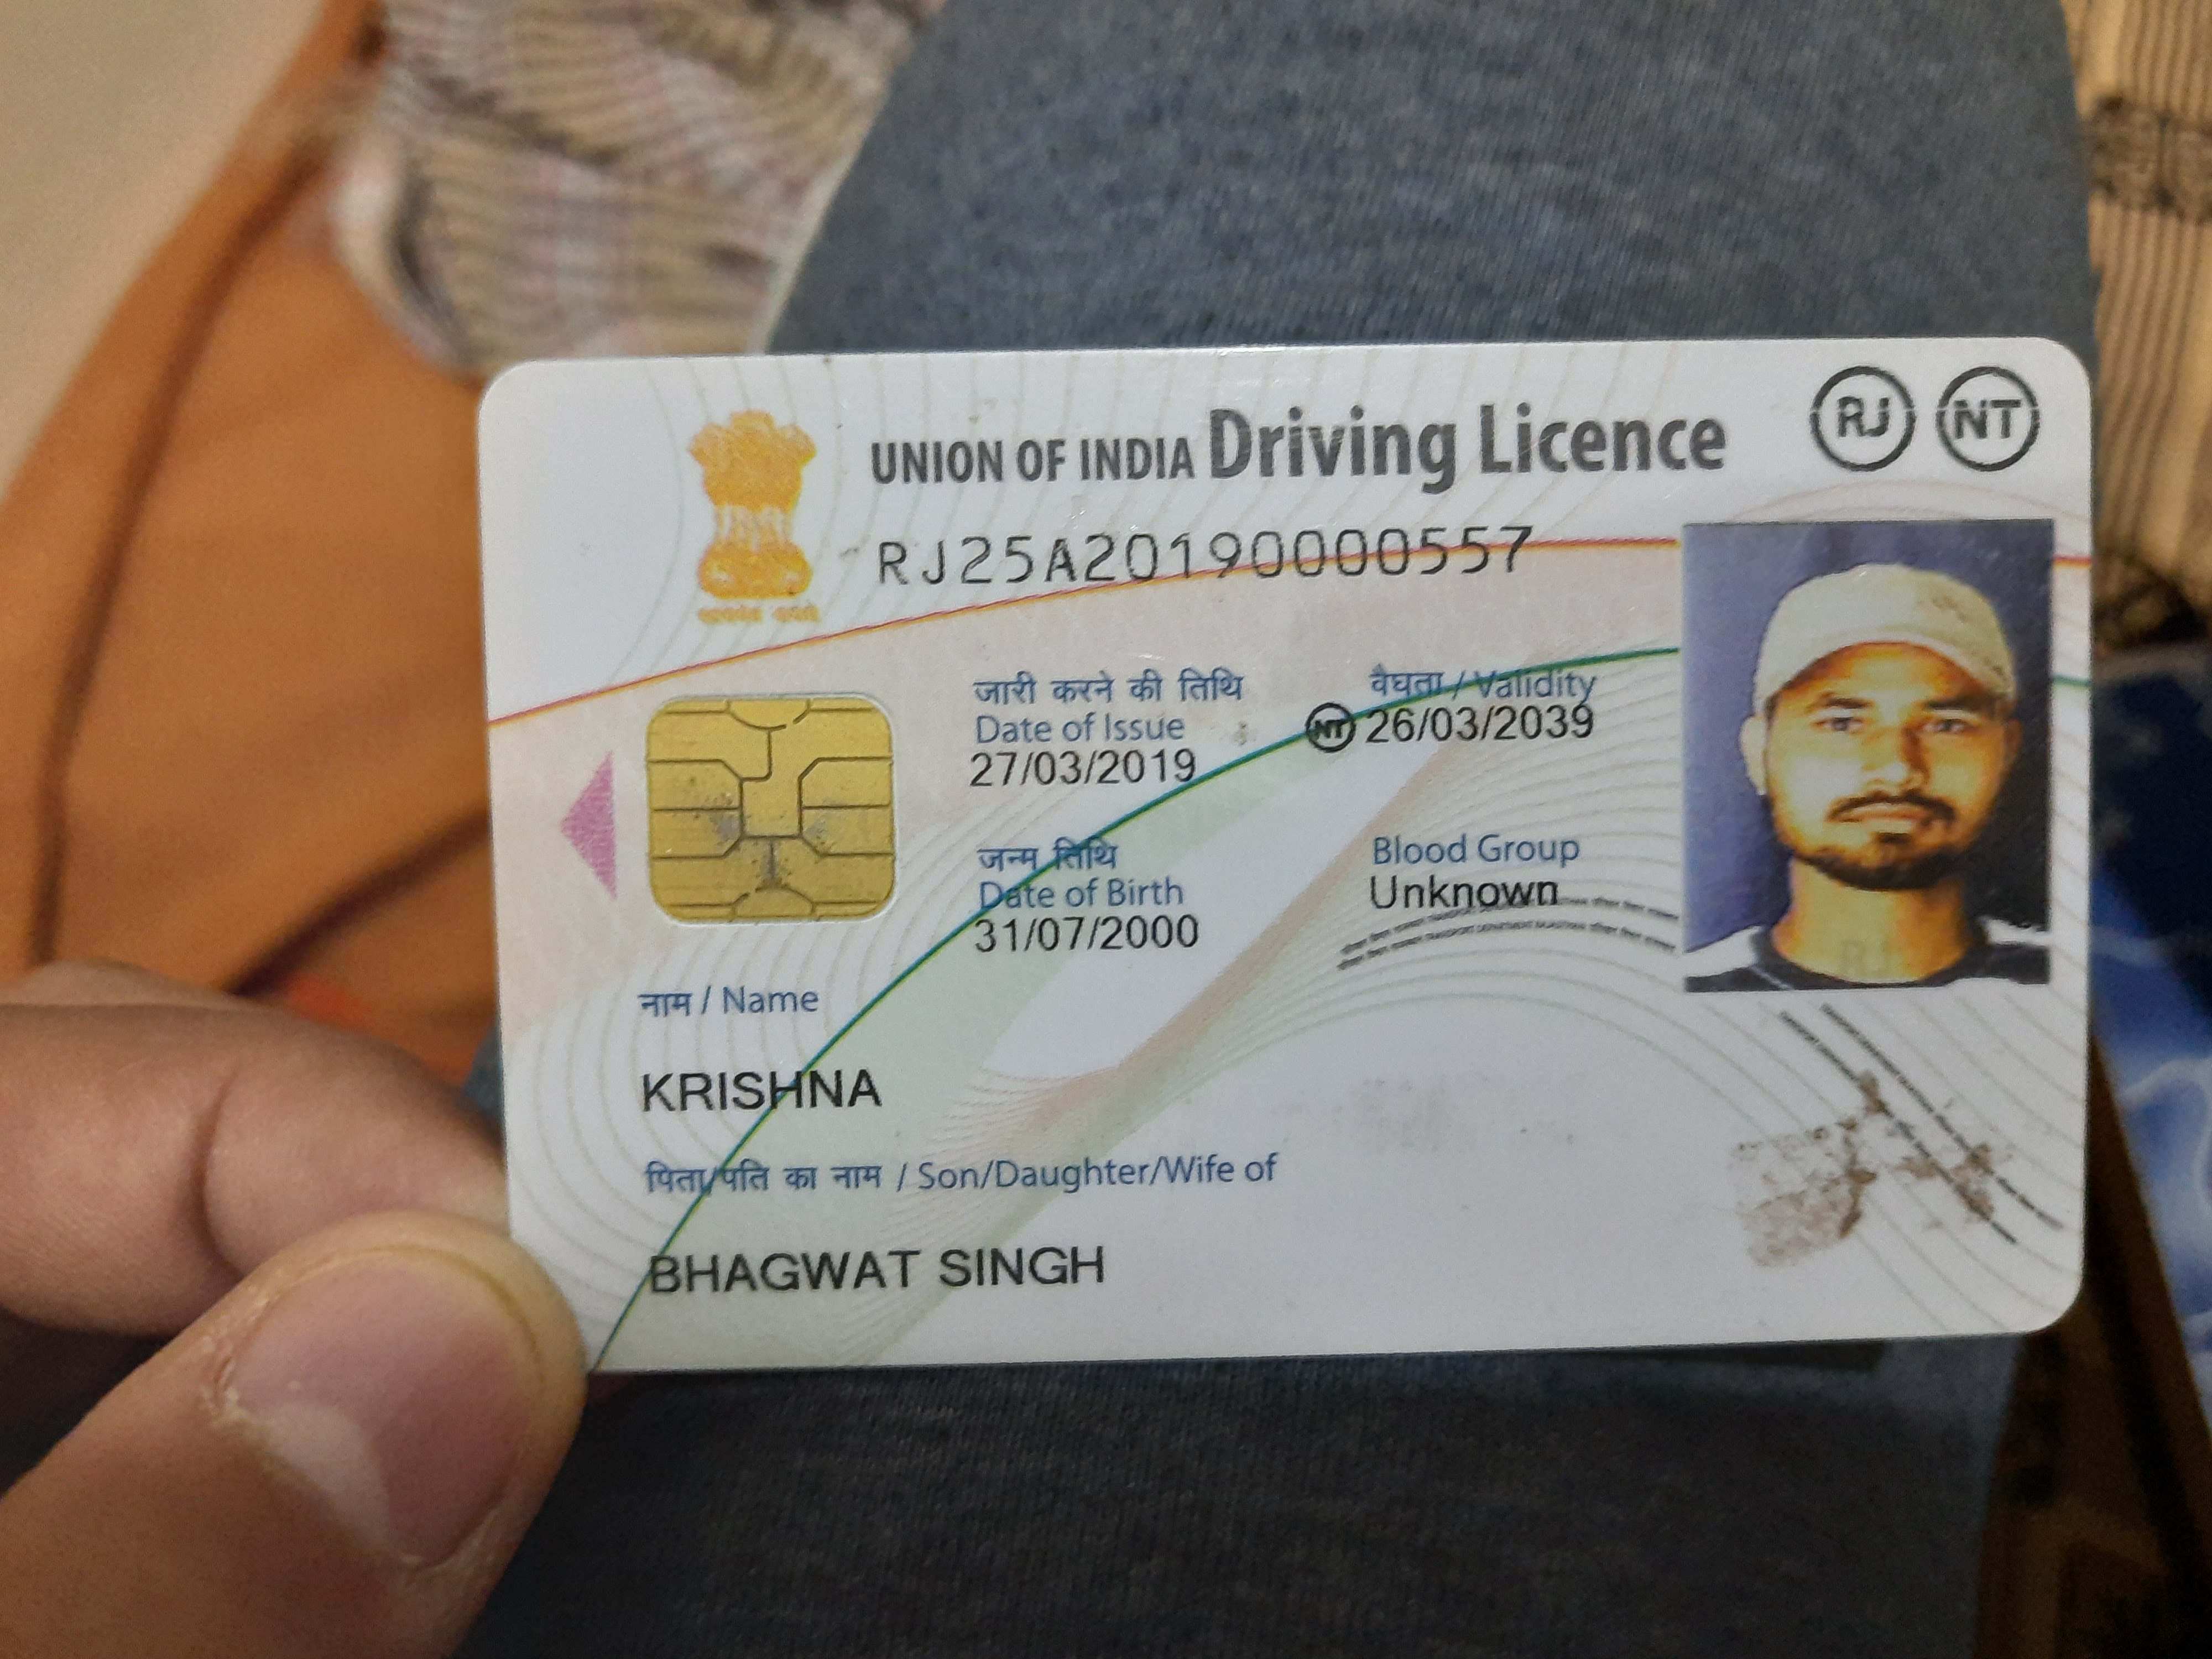 UNION OF INDIA Driving Licence RJ NT
RJ25A20190000557
जारी करने की तिथि
Date of Issue
27/03/2019
वैधता / Validity
NT 26/03/2039
जन्म तिथि
Date of Birth
31/07/2000
Blood Group
Unknown
नाम / Name
KRISHNA
पिता/पति का नाम / Son/Daughter/Wife of
BHAGWAT SINGH